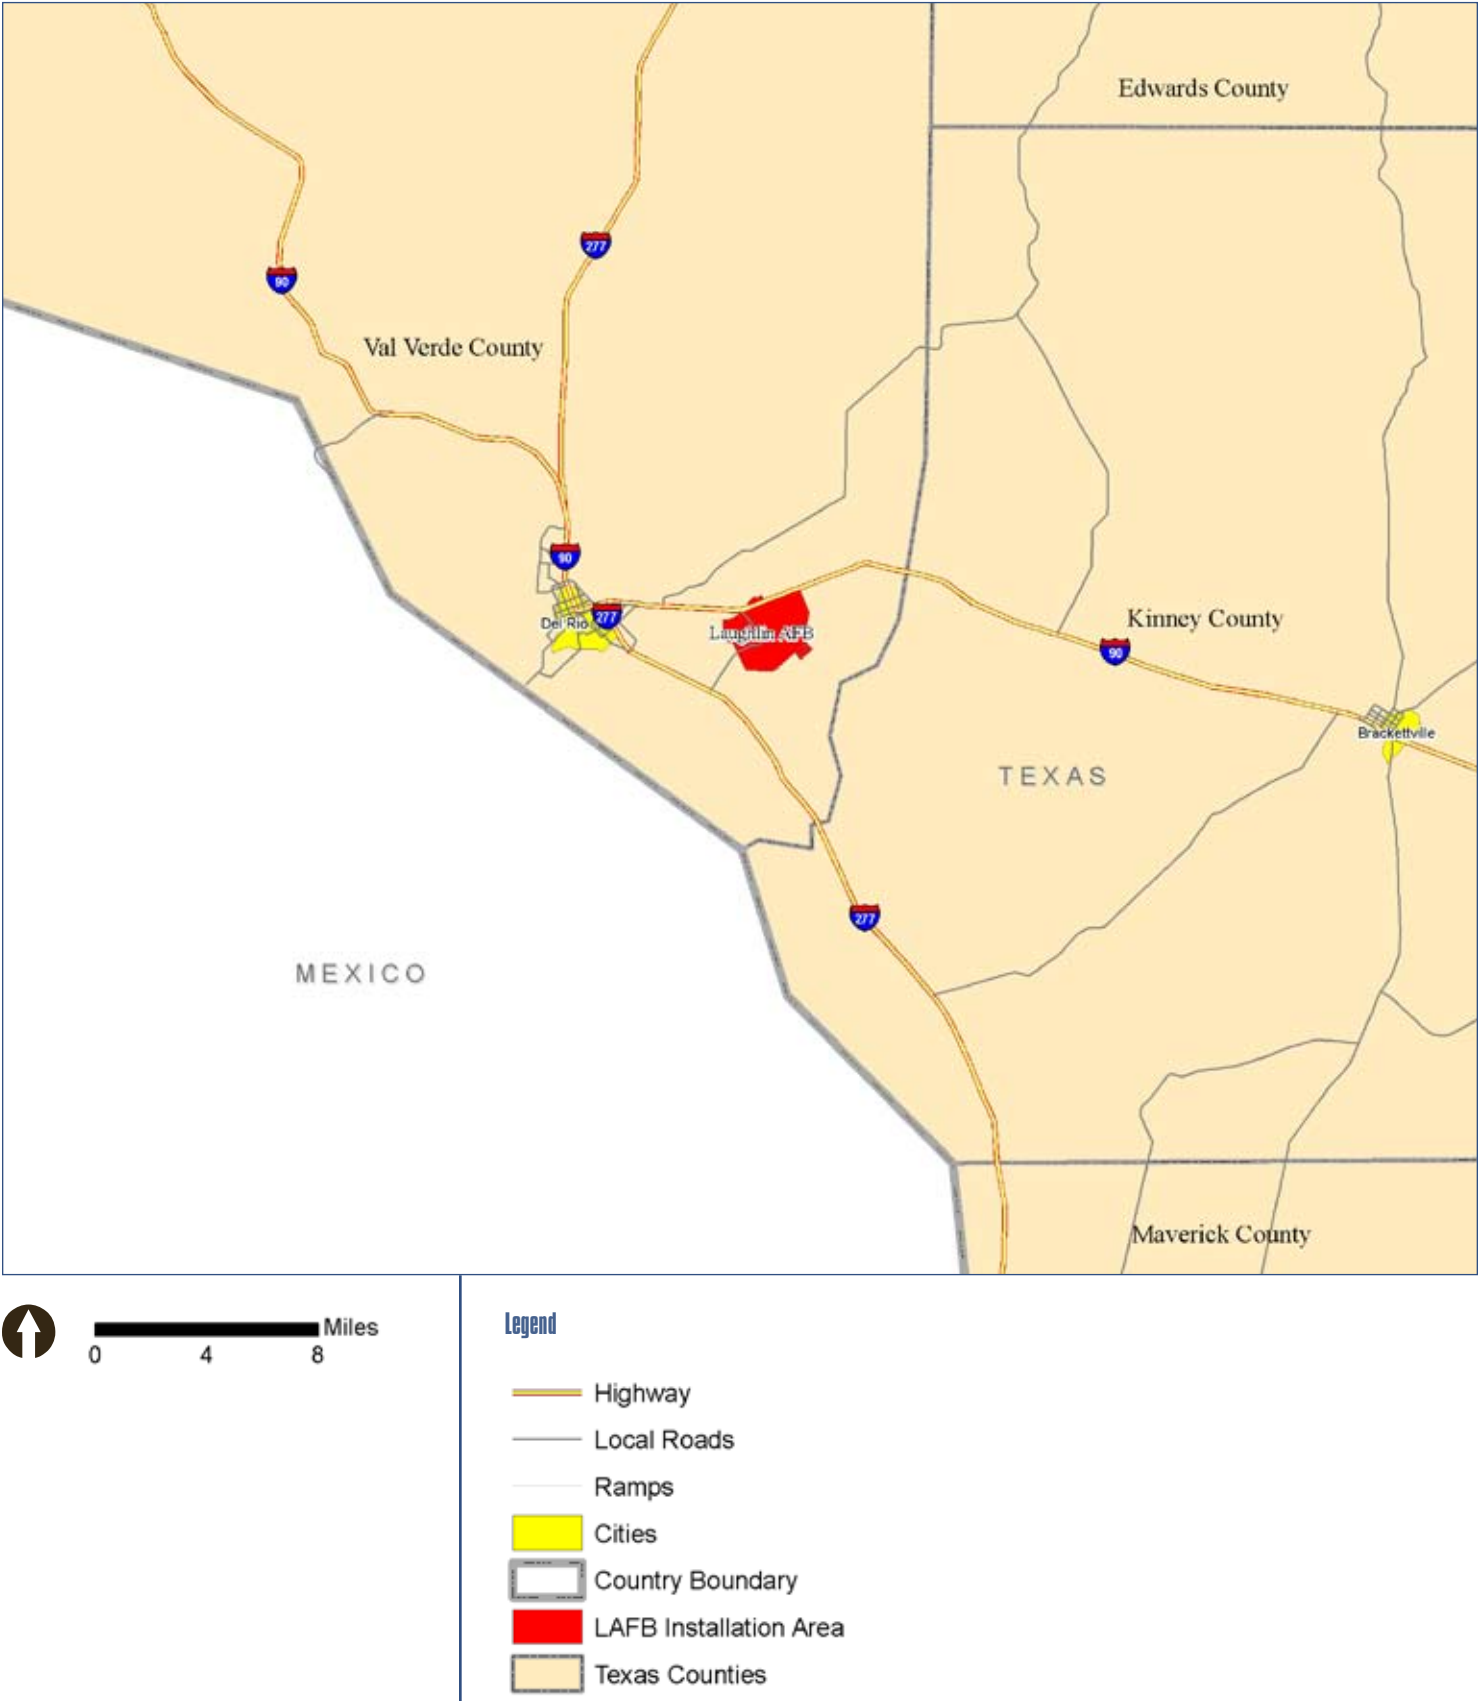 Edwards County
277
90
Val Verde County
90
277
Del Rio
Laughlin AFB
Kinney County
90
Brackettville
TEXAS
277
MEXICO
Maverick County
Miles
0 4 8
Legend
Highway
Local Roads
Ramps
Cities
Country Boundary
LAFB Installation Area
Texas Counties